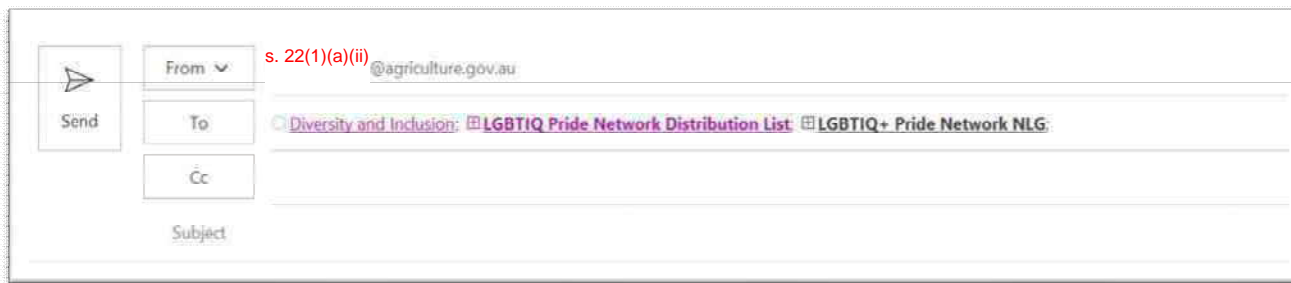 From s. 22(1)(a)(ii) @agriculture.gov.au
Send
To Diversity and Inclusion; LGBTIQ Pride Network Distribution List; LGBTIQ+ Pride Network NLG;
Cc
Subject